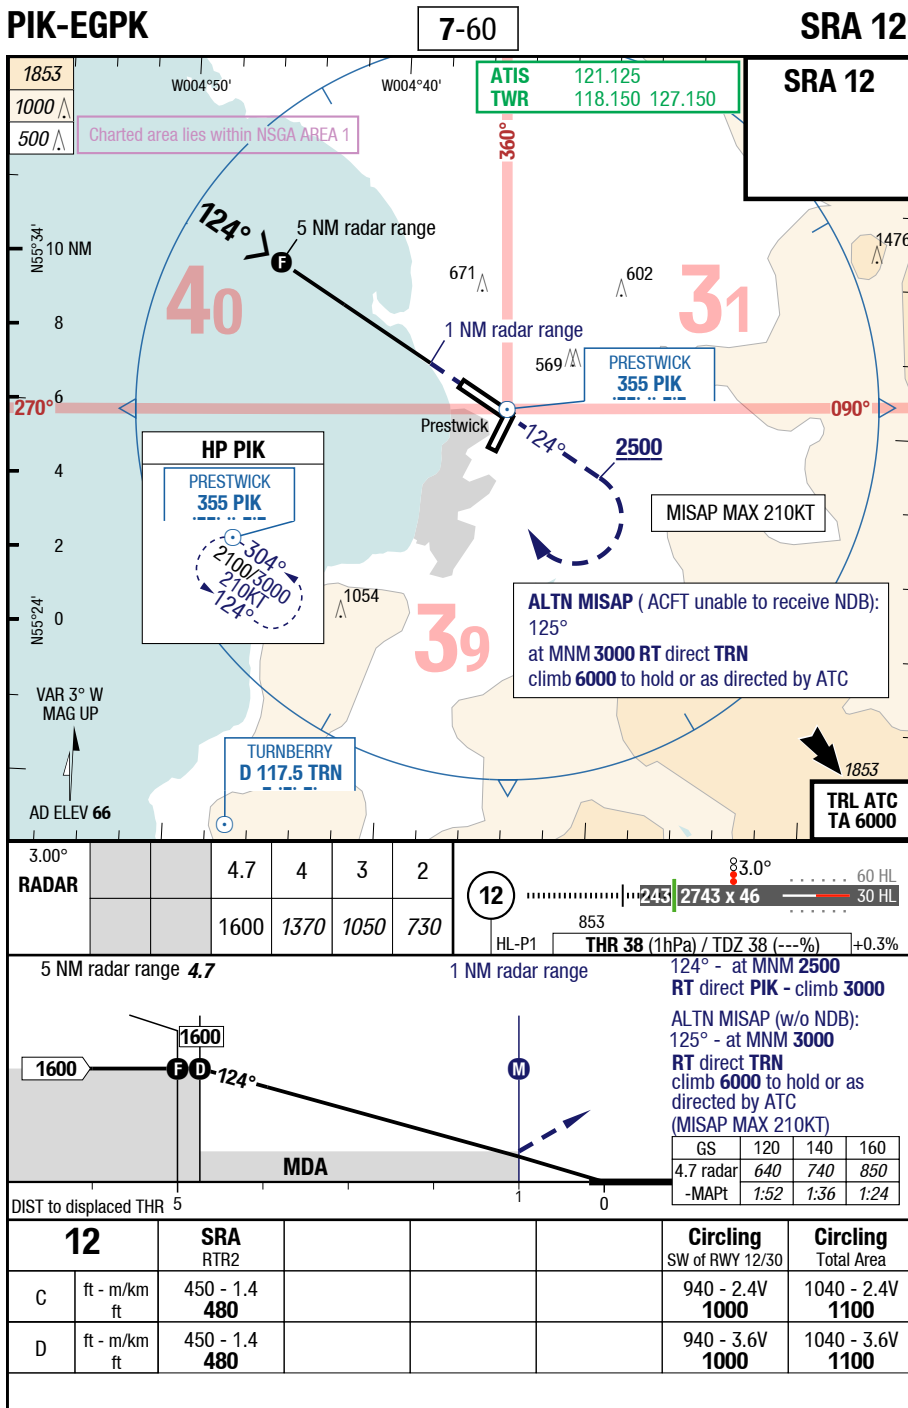 PIK-EGPK
7-60
SRA 12
1853
1000
500
W004°50'
W004°40'
ATIS 121.125
TWR 118.150 127.150
SRA 12
Charted area lies within NSGA AREA 1
360°
124°
5 NM radar range
F
N55°34'
10 NM
1476
671
602
40
31
8
1 NM radar range
569
PRESTWICK
355 PIK
6
270°
090°
Prestwick
124°
2500
HP PIK
PRESTWICK
355 PIK
4
MISAP MAX 210KT
2
304°
2100/3000
210KT
124°
1054
N55°24'
0
39
ALTN MISAP ( ACFT unable to receive NDB):
125°
at MNM 3000 RT direct TRN
climb 6000 to hold or as directed by ATC
VAR 3° W
MAG UP
TURNBERRY
D 117.5 TRN
1853
AD ELEV 66
TRL ATC
TA 6000
3.00°
RADAR
4.7 4 3 2
1600 1370 1050 730
12
3.0°
60 HL
243 2743 x 46
30 HL
853
HL-P1
THR 38 (1hPa) / TDZ 38 (---%)
+0.3%
5 NM radar range 4.7
1 NM radar range
124° - at MNM 2500
RT direct PIK - climb 3000
ALTN MISAP (w/o NDB):
125° - at MNM 3000
RT direct TRN
climb 6000 to hold or as
directed by ATC
(MISAP MAX 210KT)
1600
1600
F D
124°
M
MDA
GS 120 140 160
4.7 radar 640 740 850
-MAPt 1:52 1:36 1:24
DIST to displaced THR 5
1
0
12
SRA
RTR2
Circling
SW of RWY 12/30
Circling
Total Area
C
ft - m/km
ft
450 - 1.4
480
940 - 2.4V
1000
1040 - 2.4V
1100
D
ft - m/km
ft
450 - 1.4
480
940 - 3.6V
1000
1040 - 3.6V
1100